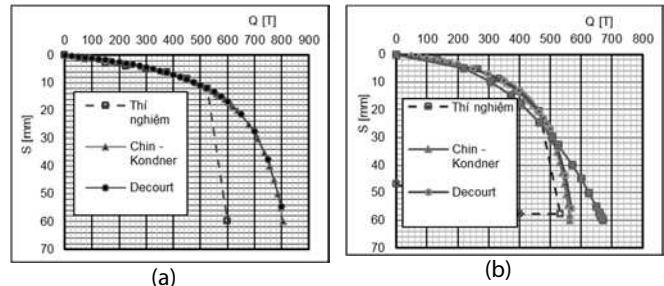 Q [T]
0 100 200 300 400 500 600 700 800 900
0
10
20
30
40
50
60
70
S [mm]
Thí
nghiệm
Chin -
Kondner
Decourt
(a)
Q [T]
0 100 200 300 400 500 600 700 800
0
10
20
30
40
50
60
70
S [mm]
Thí
nghiệm
Chin -
Kondner
Decourt
(b)